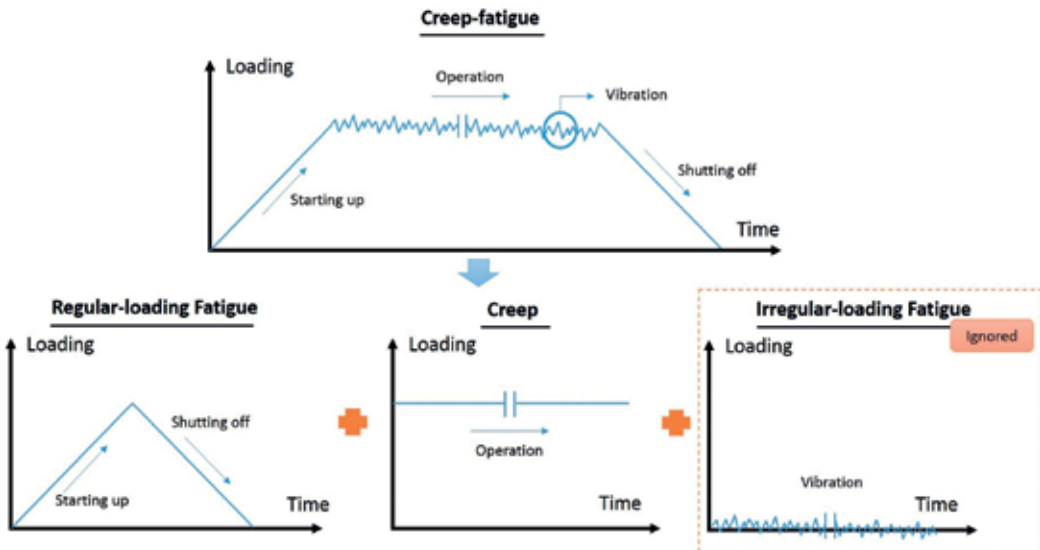 Creep-fatigue
Loading
Operation
Vibration
Starting up
Shutting off
Time
Regular-loading Fatigue
Loading
Shutting off
Starting up
Time
Creep
Loading
Operation
Time
Irregular-loading Fatigue
Ignored
Loading
Vibration
Time